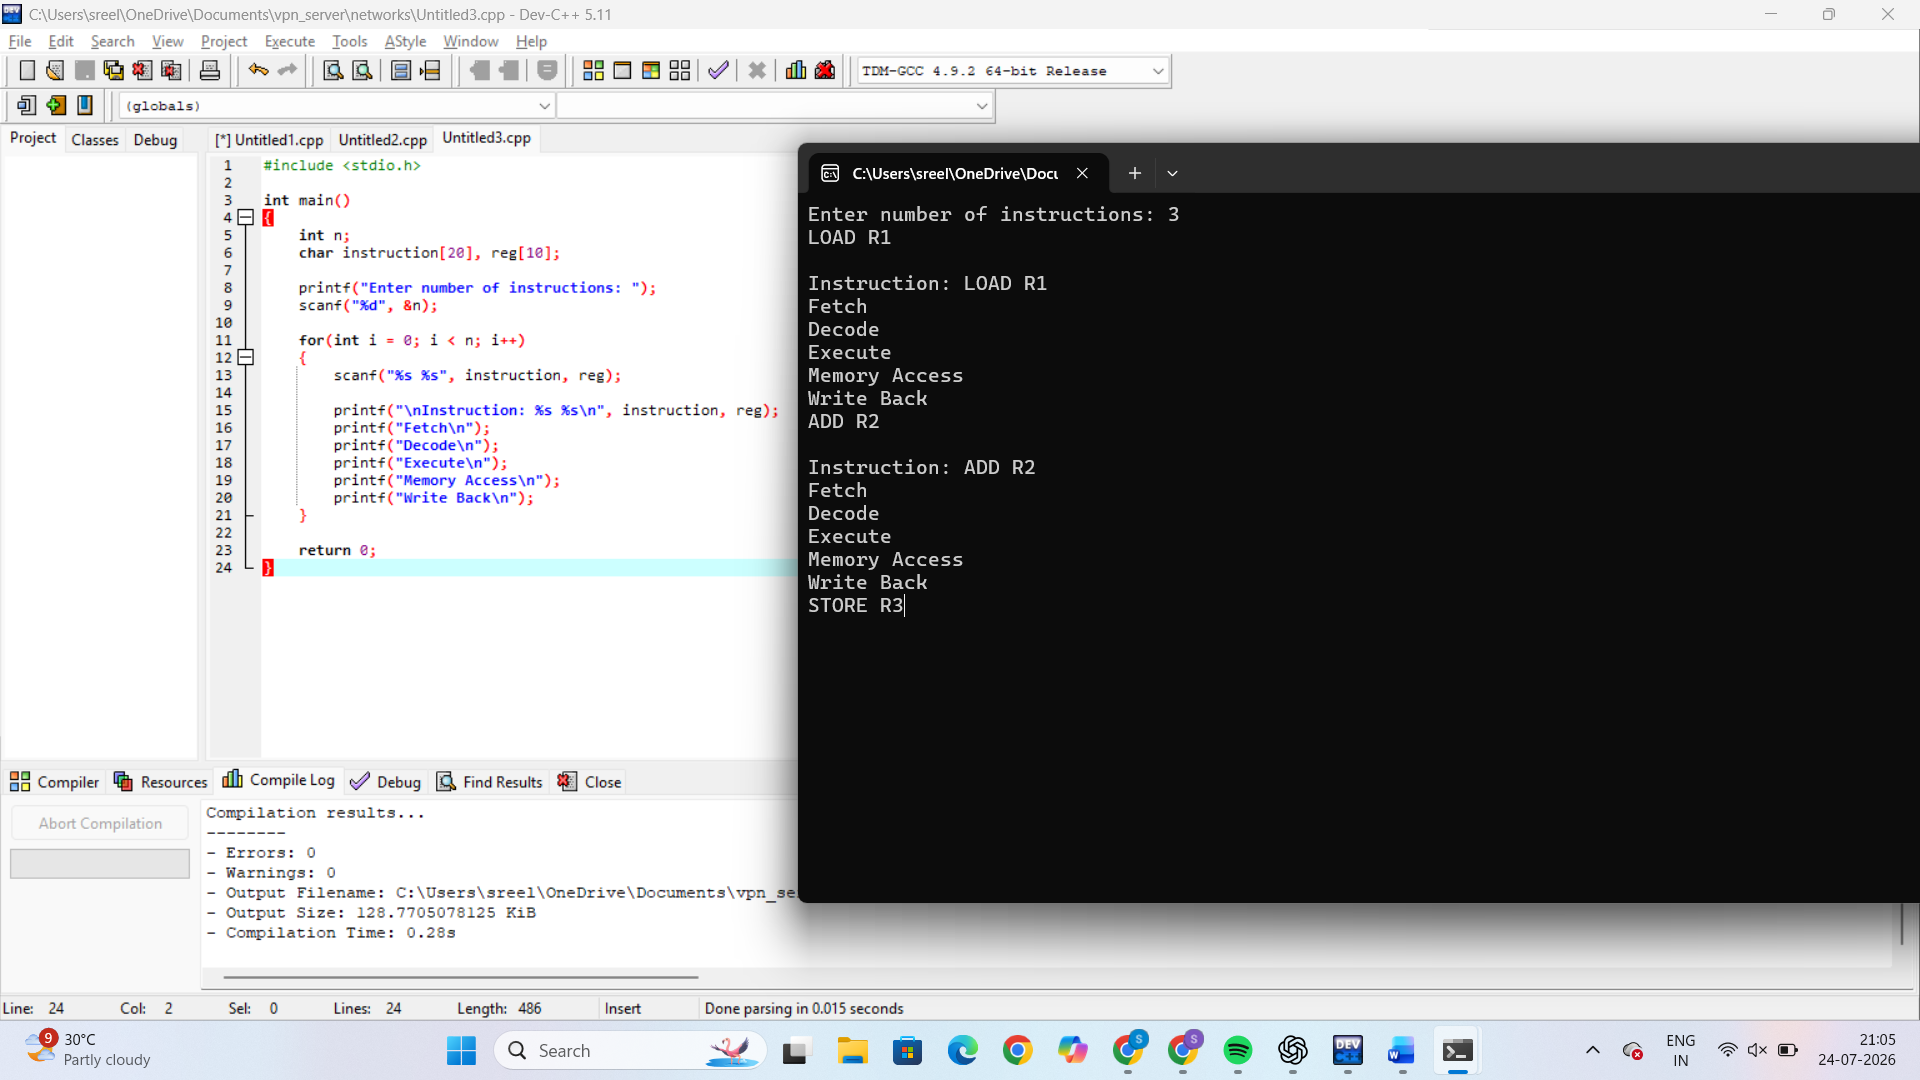 C:\Users\sreel\OneDrive\Documents\vpn_server\networks\Untitled3.cpp - Dev-C++ 5.11
File Edit Search View Project Execute Tools AStyle Window Help
TDM-GCC 4.9.2 64-bit Release
(globals)
Project Classes Debug
[*] Untitled1.cpp Untitled2.cpp Untitled3.cpp
1 #include <stdio.h>
2
3 int main()
4 {
5 int n;
6 char instruction[20], reg[10];
7
8 printf("Enter number of instructions: ");
9 scanf("%d", &n);
10
11 for(int i = 0; i < n; i++)
12 {
13 scanf("%s %s", instruction, reg);
14
15 printf("\nInstruction: %s %s\n", instruction, reg);
16 printf("Fetch\n");
17 printf("Decode\n");
18 printf("Execute\n");
19 printf("Memory Access\n");
20 printf("Write Back\n");
21 }
22
23 return 0;
24 }
C:\Users\sreel\OneDrive\Docu
Enter number of instructions: 3
LOAD R1
Instruction: LOAD R1
Fetch
Decode
Execute
Memory Access
Write Back
ADD R2
Instruction: ADD R2
Fetch
Decode
Execute
Memory Access
Write Back
STORE R3
Compiler Resources Compile Log Debug Find Results Close
Abort Compilation
Compilation results...
--------
- Errors: 0
- Warnings: 0
- Output Filename: C:\Users\sreel\OneDrive\Documents\vpn_se
- Output Size: 128.7705078125 KiB
- Compilation Time: 0.28s
Line: 24 Col: 2 Sel: 0 Lines: 24 Length: 486 Insert Done parsing in 0.015 seconds
9
30°C
Partly cloudy
Search
S
S
DEV
C++
W
ENG
IN
21:05
24-07-2026